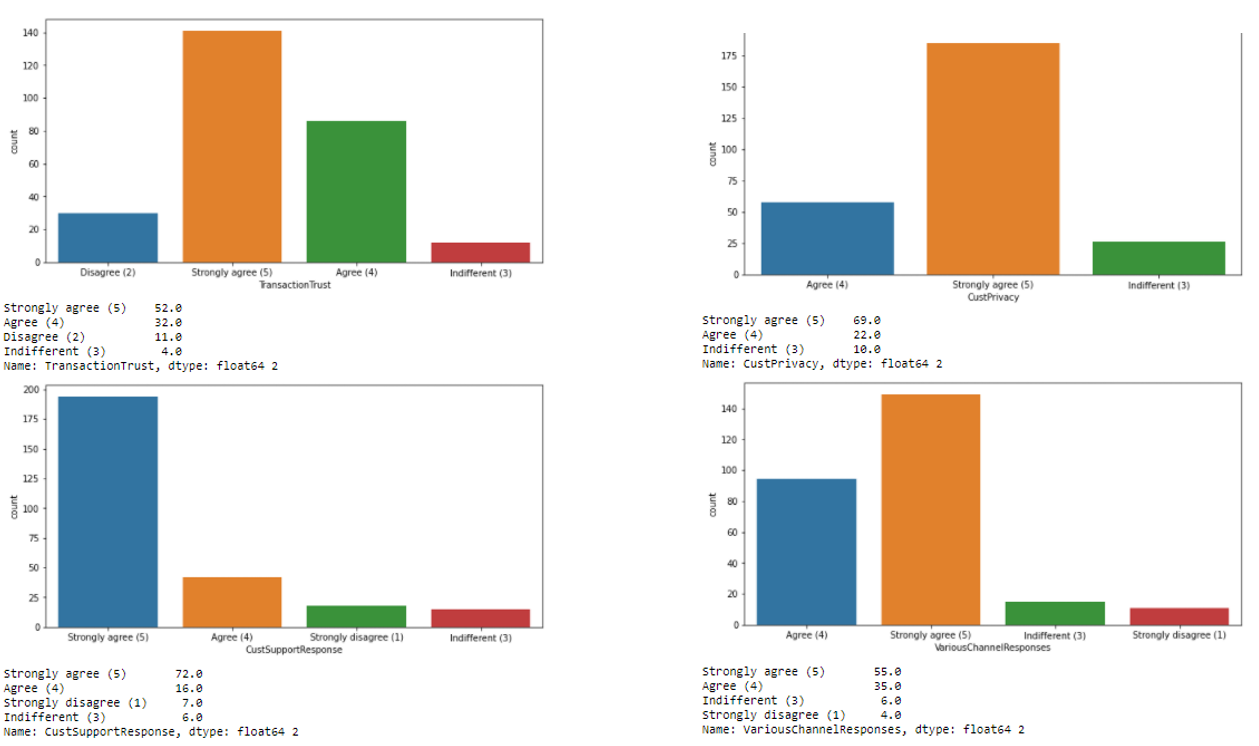 140
120
100
80
60
40
20
0
count
Disagree (2) Strongly agree (5) Agree (4) Indifferent (3)
TransactionTrust
Strongly agree (5) 52.0
Agree (4) 32.0
Disagree (2) 11.0
Indifferent (3) 4.0
Name: TransactionTrust, dtype: float64 2
175
150
125
100
75
50
25
0
count
Agree (4) Strongly agree (5) Indifferent (3)
CustPrivacy
Strongly agree (5) 69.0
Agree (4) 22.0
Indifferent (3) 10.0
Name: CustPrivacy, dtype: float64 2
200
175
150
125
100
75
50
25
0
count
Strongly agree (5) Agree (4) Strongly disagree (1) Indifferent (3)
CustSupportResponse
Strongly agree (5) 72.0
Agree (4) 16.0
Strongly disagree (1) 7.0
Indifferent (3) 6.0
Name: CustSupportResponse, dtype: float64 2
140
120
100
80
60
40
20
0
count
Agree (4) Strongly agree (5) Indifferent (3) Strongly disagree (1)
VariousChannelResponses
Strongly agree (5) 55.0
Agree (4) 35.0
Indifferent (3) 6.0
Strongly disagree (1) 4.0
Name: VariousChannelResponses, dtype: float64 2